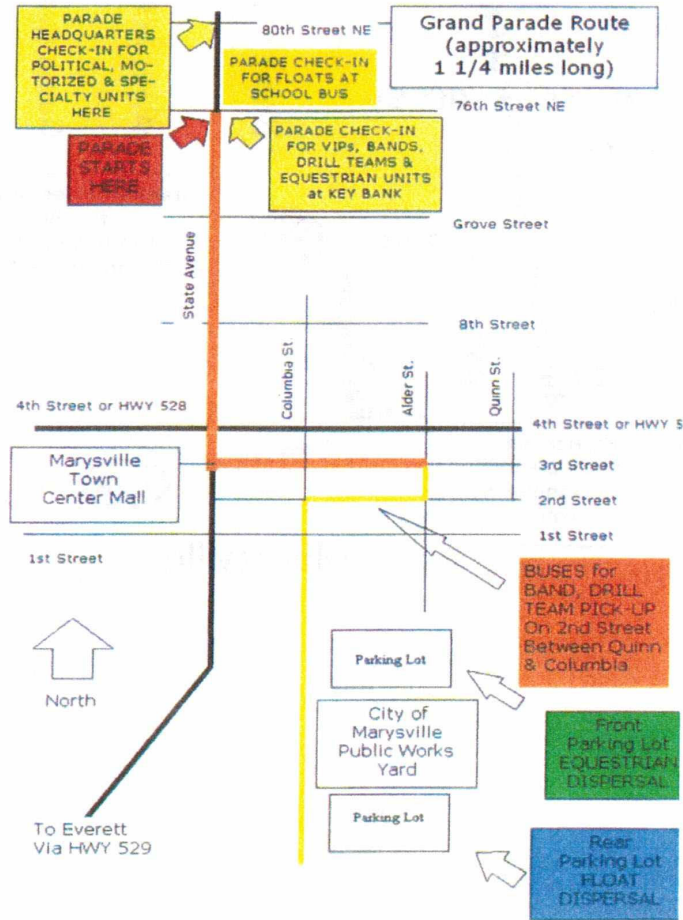 PARADE
HEADQUARTERS
CHECK-IN FOR
POLITICAL, MO-
TORIZED & SPE-
CIALTY UNITS
HERE
80th Street NE
Grand Parade Route
(approximately
1 1/4 miles long)
PARADE CHECK-IN
FOR FLOATS AT
SCHOOL BUS
76th Street NE
PARADE
STARTS
HERE
PARADE CHECK-IN
FOR VIPs, BANDS,
DRILL TEAMS &
EQUESTRIAN UNITS
at KEY BANK
Grove Street
State Avenue
8th Street
Columbia St.
Alder St.
Quinn St.
4th Street or HWY 528
4th Street or HWY 5
Marysville
Town
Center Mall
3rd Street
2nd Street
1st Street
1st Street
BUSES for
BAND, DRILL
TEAM PICK-UP
On 2nd Street
Between Quinn
& Columbia
North
Parking Lot
City of
Marysville
Public Works
Yard
Front
Parking Lot
EQUESTRIAN
DISPERSAL
Parking Lot
To Everett
Via HWY 529
Rear
Parking Lot
FLOAT
DISPERSAL